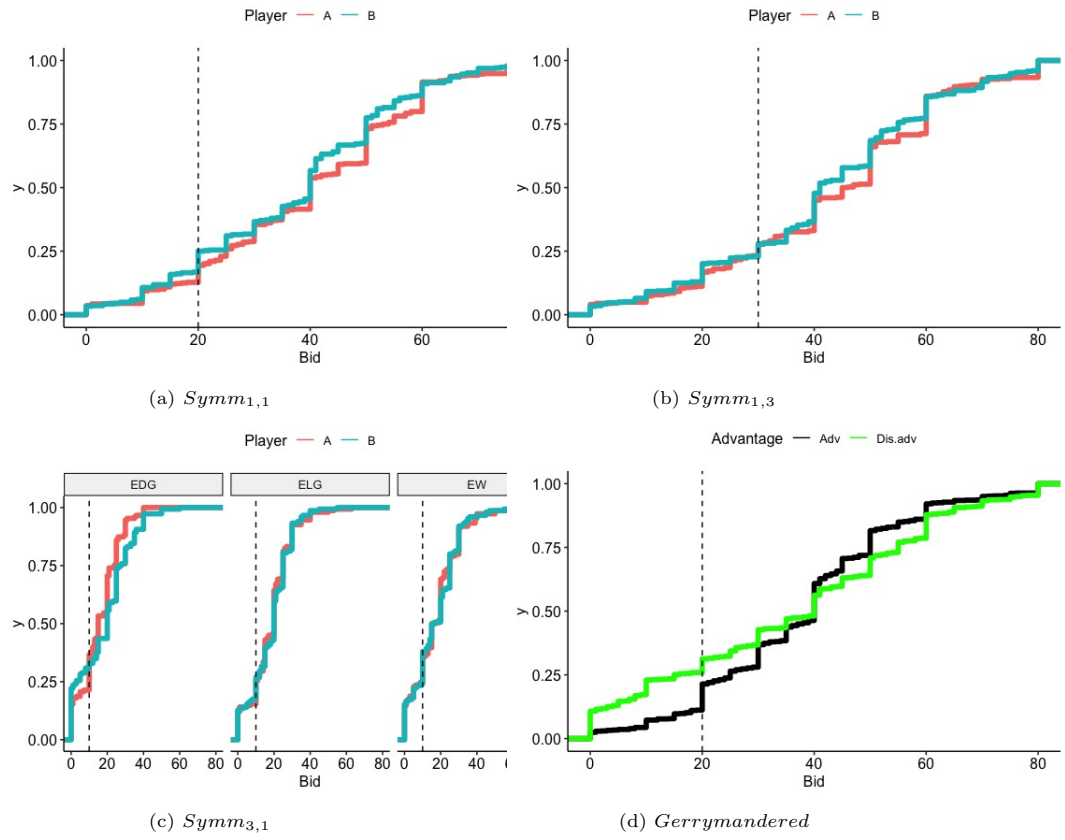 Player A B
Player A B
1.00
0.75
0.50
0.25
0.00
y
0 20 40 60
Bid
1.00
0.75
0.50
0.25
0.00
y
0 20 40 60 80
Bid
(a) Symm1,1
(b) Symm1,3
Player A B
Advantage Adv Dis.adv
EDG ELG EW
1.00
0.75
0.50
0.25
0.00
y
0 20 40 60 80 0 20 40 60 80 0 20 40
Bid
1.00
0.75
0.50
0.25
0.00
y
0 20 40 60 80
Bid
(c) Symm3,1
(d) Gerrymandered